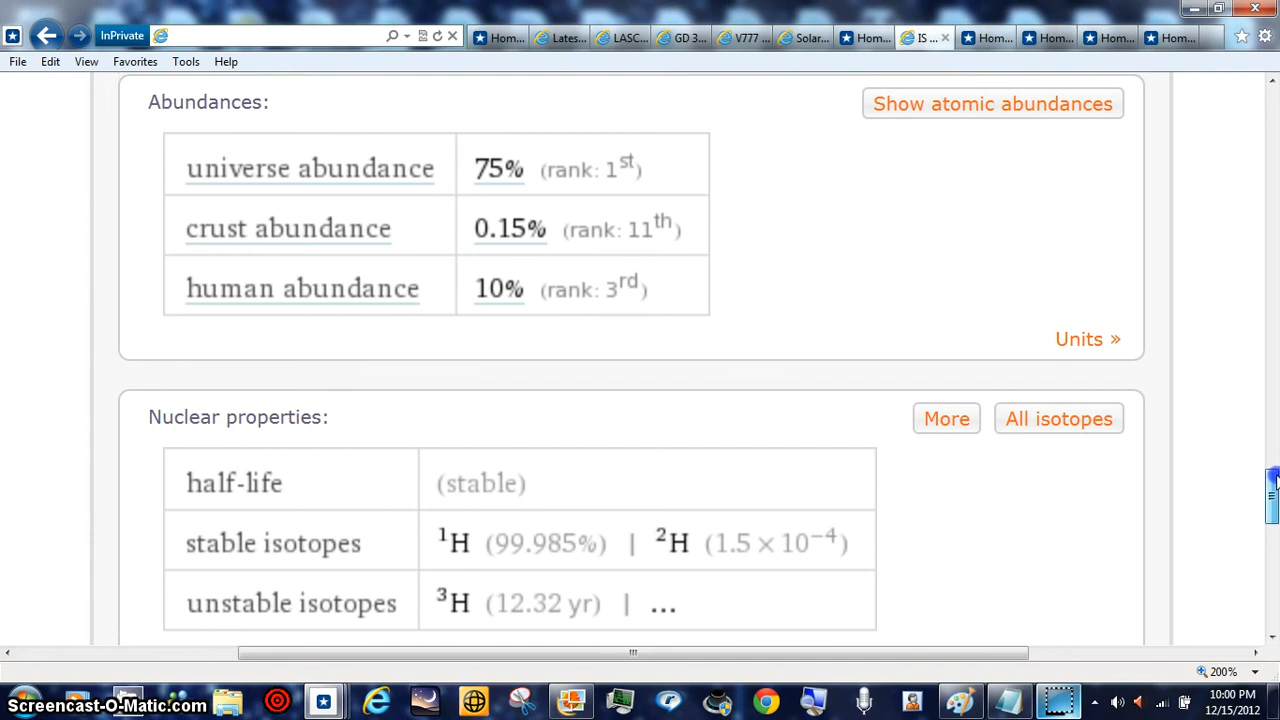 InPrivate
Hom...
Lates...
LASC...
GD 3...
V777 ...
Solar...
Hom...
IS ...
Hom...
Hom...
Hom...
Hom...
File Edit View Favorites Tools Help
Abundances:
Show atomic abundances
universe abundance 75% (rank: 1st)
crust abundance 0.15% (rank: 11th)
human abundance 10% (rank: 3rd)
Units »
Nuclear properties:
More
All isotopes
half-life (stable)
stable isotopes ¹H (99.985%) | ²H (1.5 × 10⁻⁴)
unstable isotopes ³H (12.32 yr) | ...
200%
10:00 PM
Screencast-O-Matic.com
12/15/2012